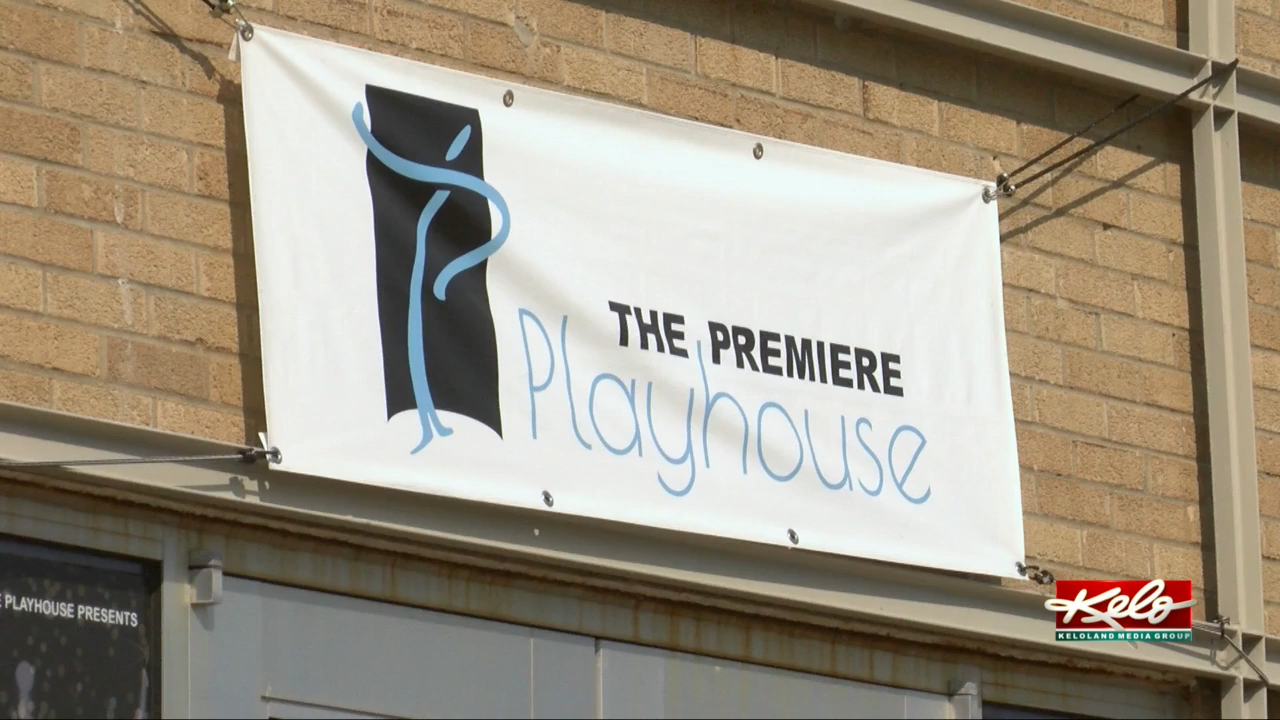 THE PREMIERE
Playhouse
PLAYHOUSE PRESENTS
Kelo
KELOLAND MEDIA GROUP